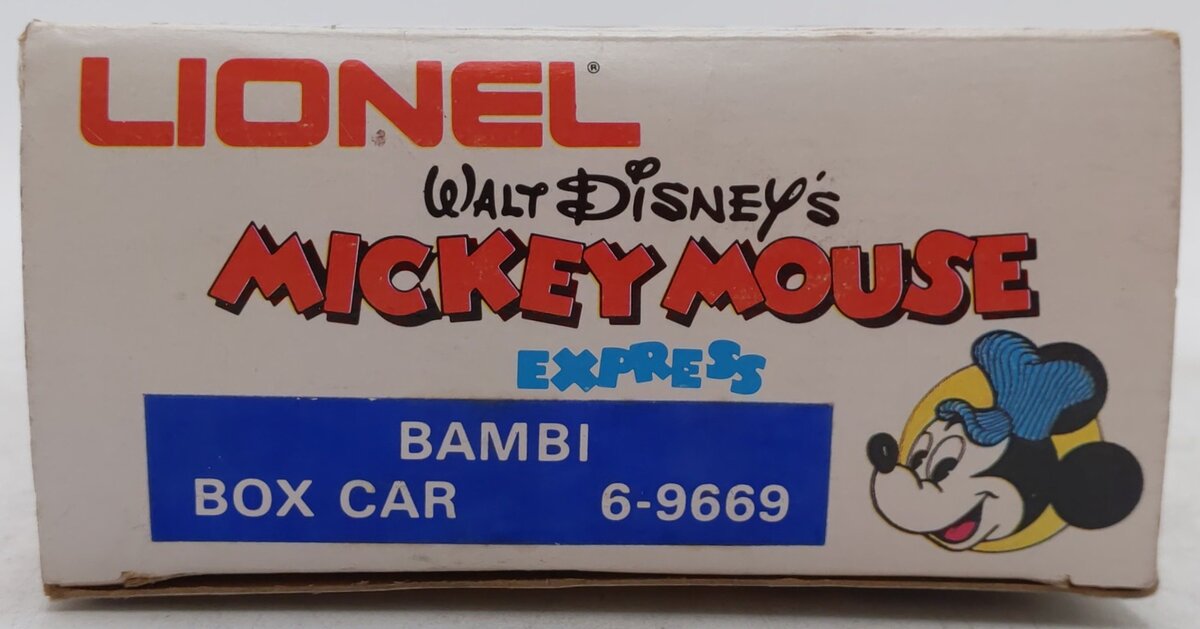 LIONEL®
WALT DISNEY'S
MICKEY MOUSE
EXPRESS
BAMBI
BOX CAR 6-9669